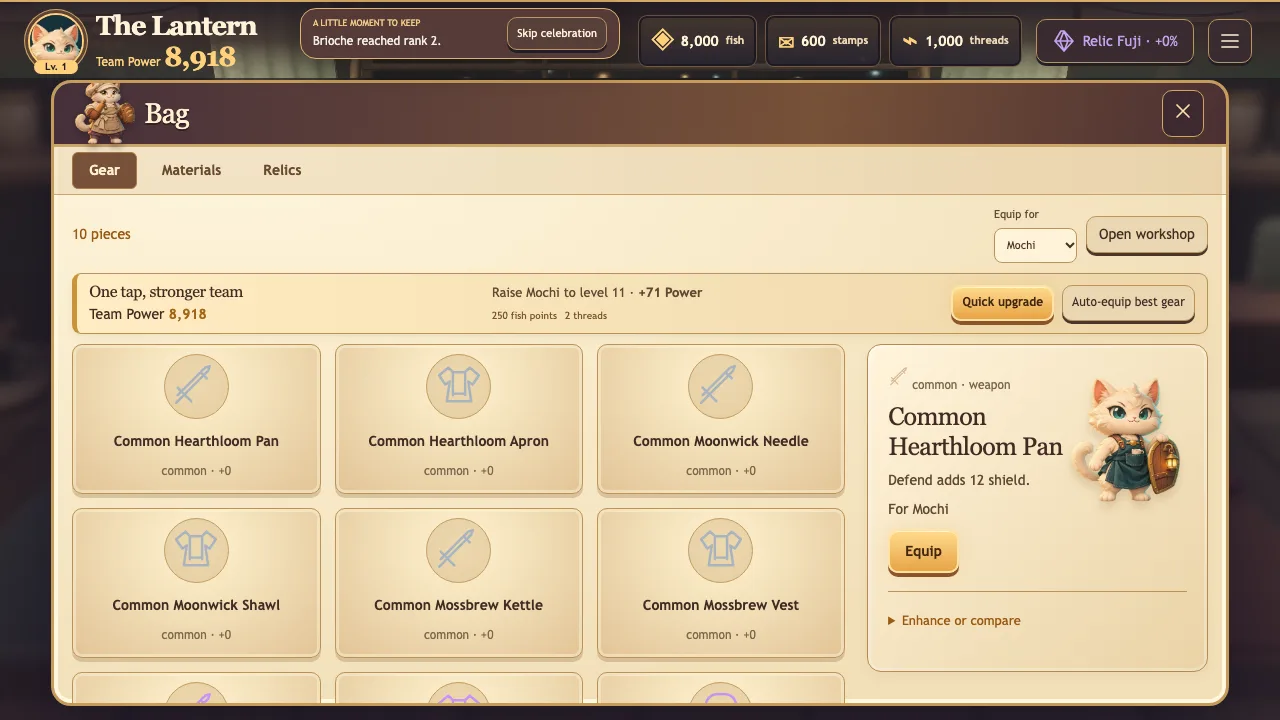 The Lantern
Team Power 8,918
Lv. 1
A LITTLE MOMENT TO KEEP
Brioche reached rank 2.
Skip celebration
8,000 fish
600 stamps
1,000 threads
Relic Fuji · +0%
Bag
Gear
Materials
Relics
10 pieces
Equip for
Mochi
Open workshop
One tap, stronger team
Team Power 8,918
Raise Mochi to level 11 · +71 Power
250 fish points 2 threads
Quick upgrade
Auto-equip best gear
Common Hearthloom Pan
common · +0
Common Hearthloom Apron
common · +0
Common Moonwick Needle
common · +0
Common Moonwick Shawl
common · +0
Common Mossbrew Kettle
common · +0
Common Mossbrew Vest
common · +0
common · weapon
Common
Hearthloom Pan
Defend adds 12 shield.
For Mochi
Equip
Enhance or compare